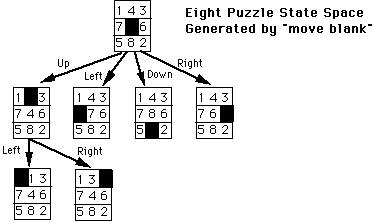 1 4 3
7 6
5 8 2
Eight Puzzle State Space
Generated by "move blank"
Up
Left
Down
Right
1 3
7 4 6
5 8 2
1 4 3
7 6
5 8 2
1 4 3
7 8 6
5 2
1 4 3
7 6
5 8 2
Left
Right
1 3
7 4 6
5 8 2
1 3
7 4 6
5 8 2